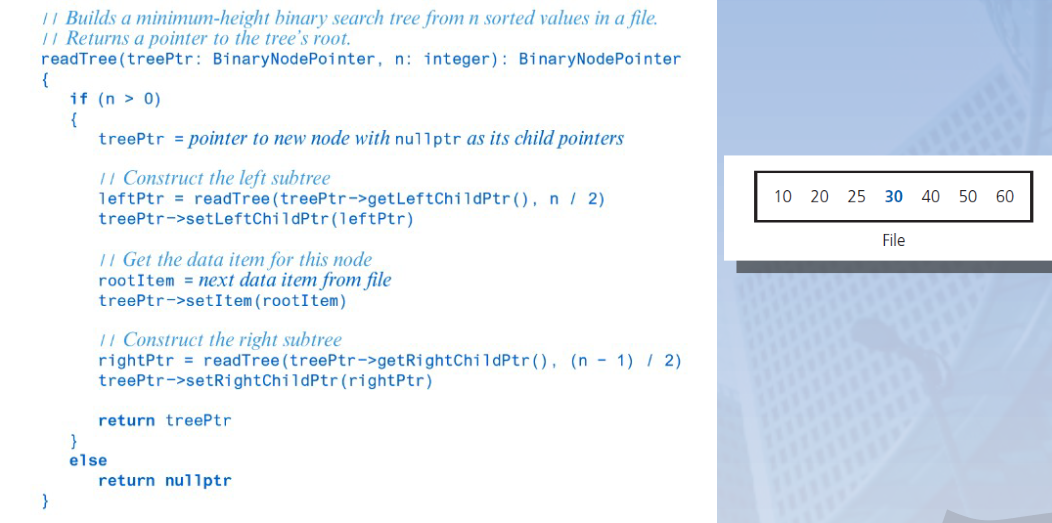 // Builds a minimum-height binary search tree from n sorted values in a file.
// Returns a pointer to the tree's root.
readTree(treePtr: BinaryNodePointer, n: integer): BinaryNodePointer
{
if (n > 0)
{
treePtr = pointer to new node with nullptr as its child pointers
// Construct the left subtree
leftPtr = readTree(treePtr->getLeftChildPtr(), n / 2)
treePtr->setLeftChildPtr(leftPtr)
// Get the data item for this node
rootItem = next data item from file
treePtr->setItem(rootItem)
// Construct the right subtree
rightPtr = readTree(treePtr->getRightChildPtr(), (n - 1) / 2)
treePtr->setRightChildPtr(rightPtr)
return treePtr
}
else
return nullptr
}
10 20 25 30 40 50 60
File